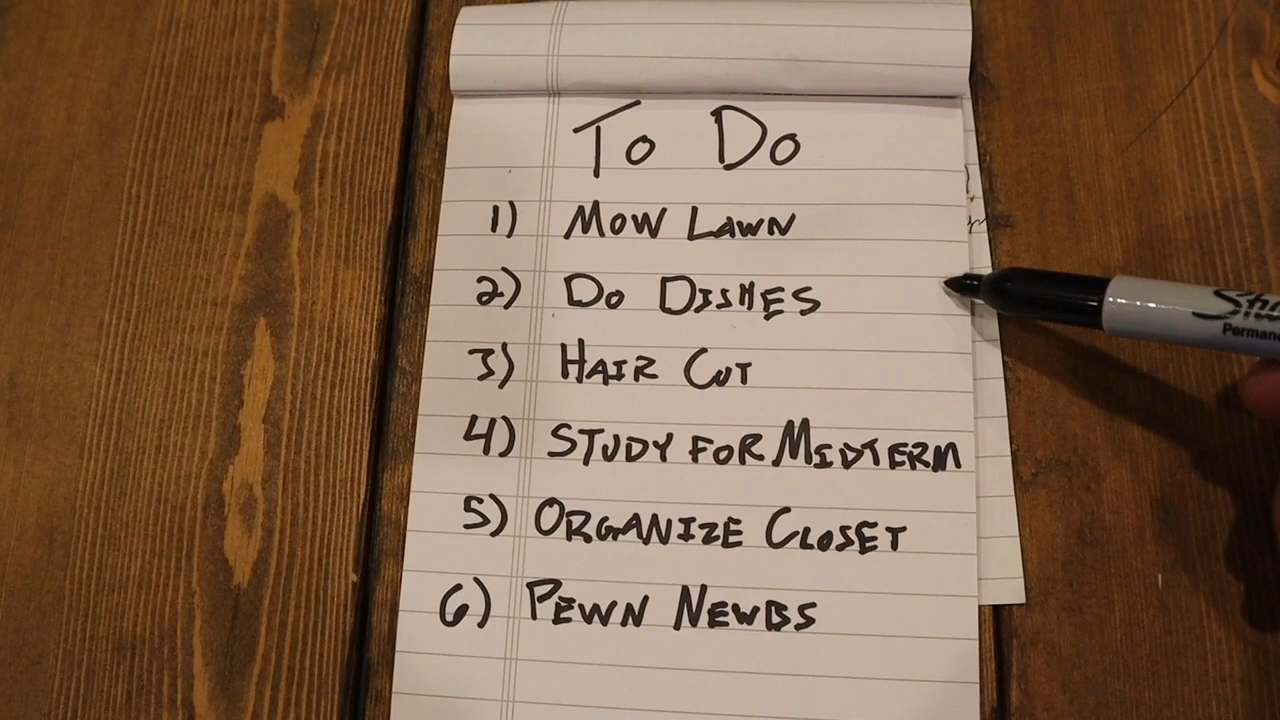 To Do
1) MOW LAWN
2) DO DISHES
3) HAIR CUT
4) STUDY FOR MIDTERM
5) ORGANIZE CLOSET
6) PEWN NEWBS